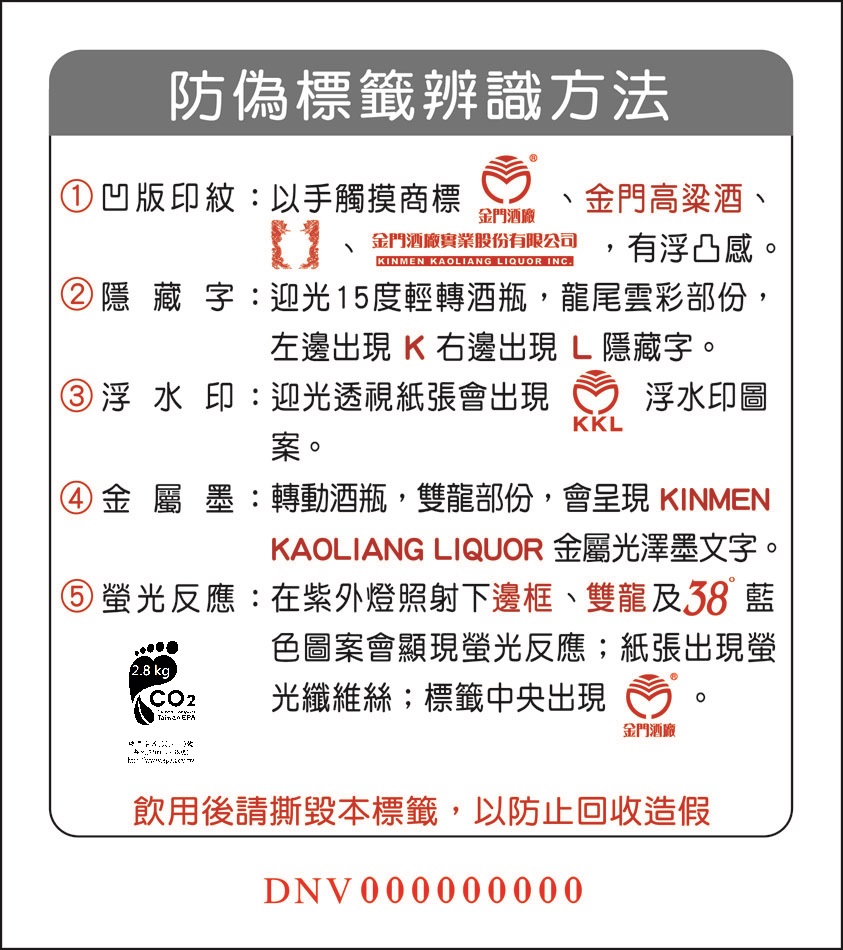 防偽標籤辨識方法
①凹版印紋：以手觸摸商標 金門酒廠® 、金門高粱酒、
、金門酒廠實業股份有限公司 ，有浮凸感。
KINMEN KAOLIANG LIQUOR INC.
②隱藏字：迎光15度輕轉酒瓶，龍尾雲彩部份，
左邊出現 K 右邊出現 L 隱藏字。
③浮水印：迎光透視紙張會出現 KKL 浮水印圖
案。
④金屬墨：轉動酒瓶，雙龍部份，會呈現 KINMEN
KAOLIANG LIQUOR 金屬光澤墨文字。
⑤螢光反應：在紫外燈照射下邊框、雙龍及38° 藍
色圖案會顯現螢光反應；紙張出現螢
光纖維絲；標籤中央出現 金門酒廠® 。
2.8 kg
CO2
Taiwan EPA
飲用後請撕毀本標籤，以防止回收造假
DNV000000000